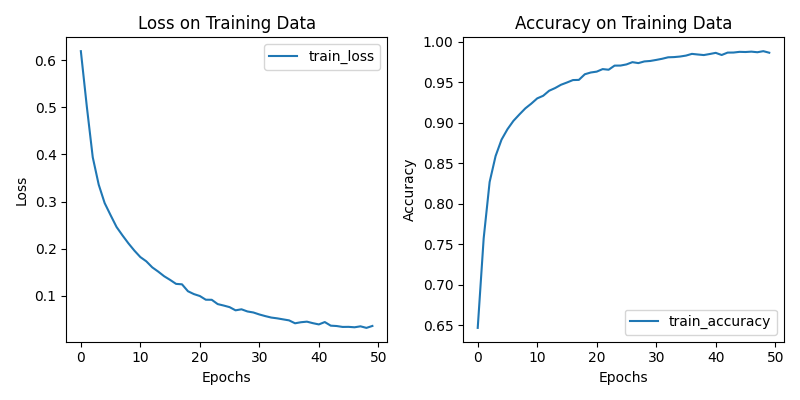 Loss on Training Data
train_loss
0.6
0.5
0.4
0.3
0.2
0.1
Loss
0 10 20 30 40 50
Epochs
Accuracy on Training Data
1.00
0.95
0.90
0.85
0.80
0.75
0.70
0.65
Accuracy
train_accuracy
0 10 20 30 40 50
Epochs